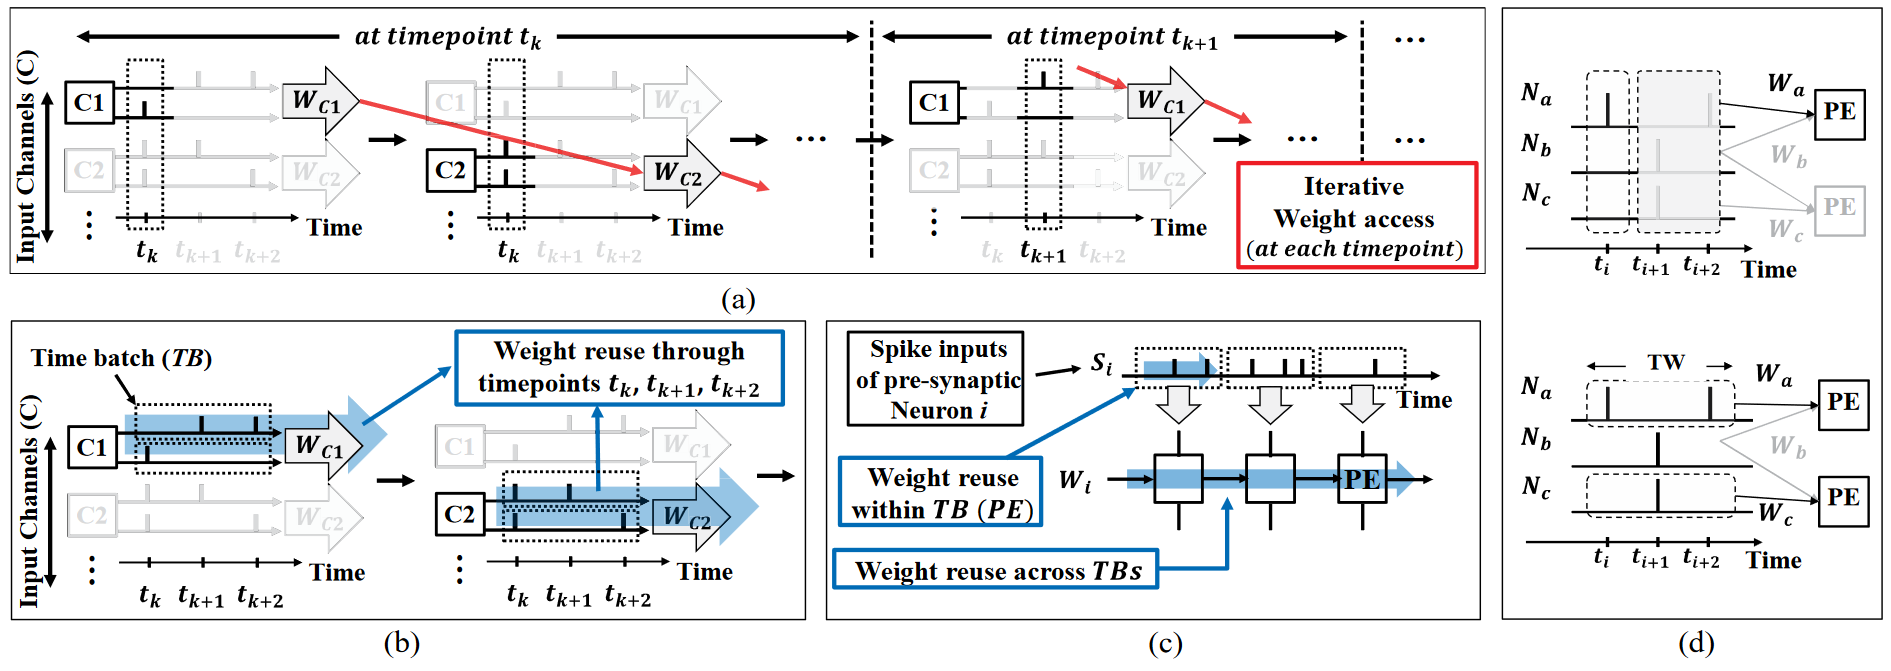 at timepoint t_k
at timepoint t_{k+1}
...
Input Channels (C)
C1
W_{C1}
C2
W_{C2}
⋮
Time
t_k t_{k+1} t_{k+2}
C1
W_{C1}
C2
W_{C2}
⋮
Time
t_k t_{k+1} t_{k+2}
...
C1
W_{C1}
...
...
C2
⋮
t_k t_{k+1} t_{k+2}
Iterative
Weight access
(at each timepoint)
(a)
Time batch (TB)
Weight reuse through
timepoints t_k, t_{k+1}, t_{k+2}
Input Channels (C)
C1
W_{C1}
C2
W_{C2}
⋮
Time
t_k t_{k+1} t_{k+2}
C1
W_{C1}
C2
W_{C2}
⋮
Time
t_k t_{k+1} t_{k+2}
(b)
Spike inputs
of pre-synaptic
Neuron i
S_i
Time
Weight reuse
within TB (PE)
W_i
PE
Weight reuse across TBs
(c)
N_a
W_a
PE
N_b
W_b
N_c
PE
W_c
t_i t_{i+1} t_{i+2} Time
TW
N_a
W_a
PE
N_b
W_b
N_c
PE
W_c
t_i t_{i+1} t_{i+2} Time
(d)